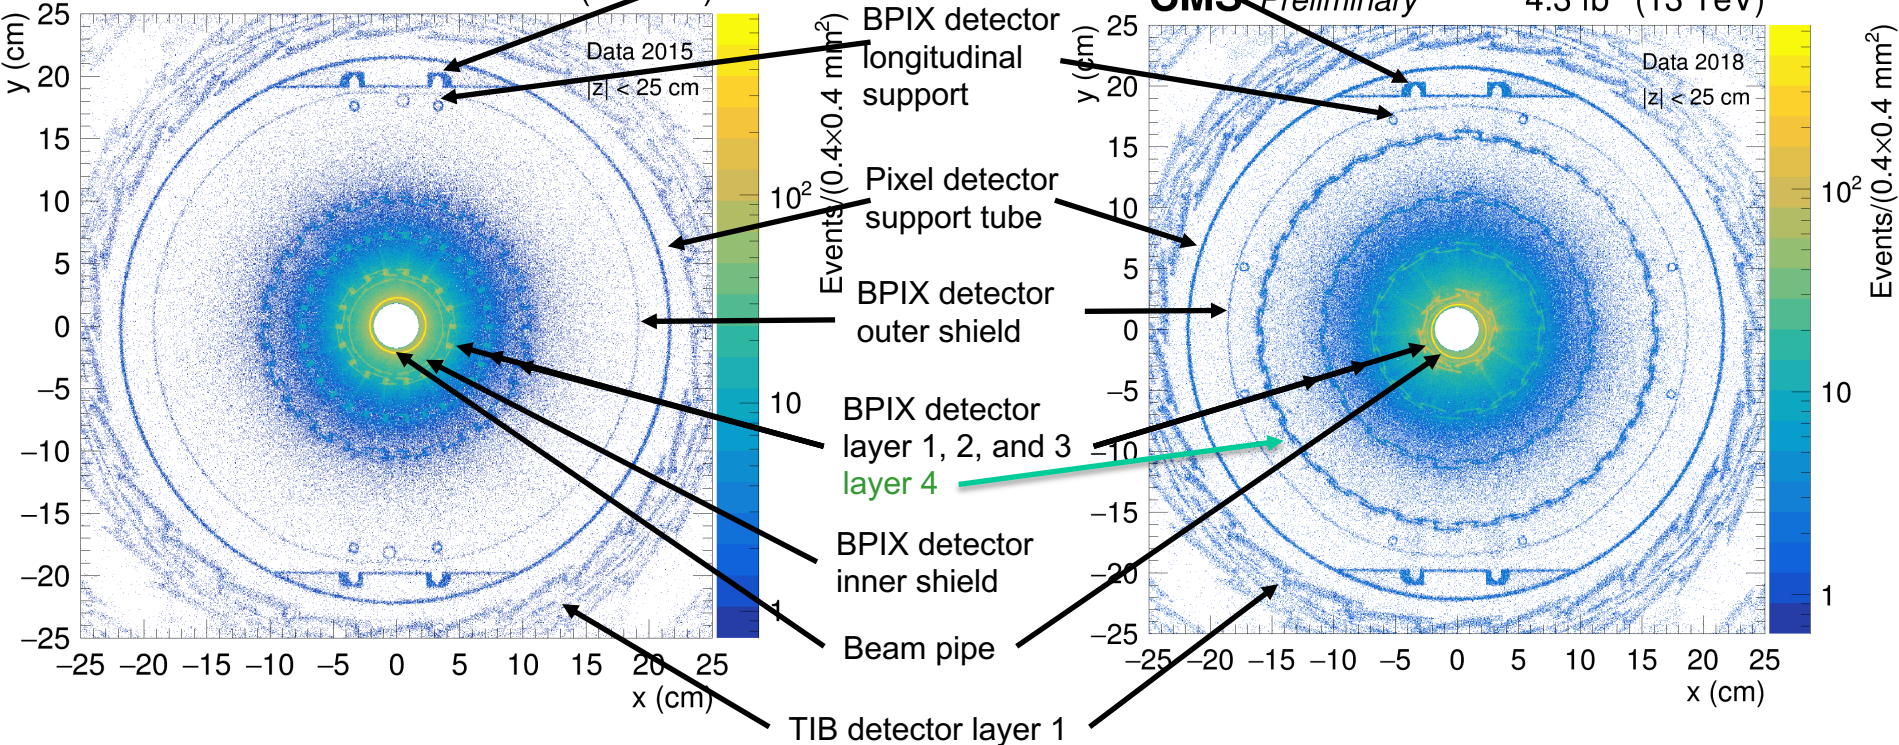 BPIX detector
longitudinal
support
Pixel detector
support tube
BPIX detector
outer shield
BPIX detector
layer 1, 2, and 3
layer 4
BPIX detector
inner shield
Beam pipe
TIB detector layer 1
Data 2015
|z| < 25 cm
y (cm)
25
20
15
10
5
0
−5
−10
−15
−20
−25
−25 −20 −15 −10 −5 0 5 10 15 20 25
x (cm)
10²
10
1
Events/(0.4×0.4 mm²)
CMS Preliminary
(13 TeV)
Data 2018
|z| < 25 cm
y (cm)
25
20
15
10
5
0
−5
−10
−15
−20
−25
−25 −20 −15 −10 −5 0 5 10 15 20 25
x (cm)
10²
10
1
Events/(0.4×0.4 mm²)